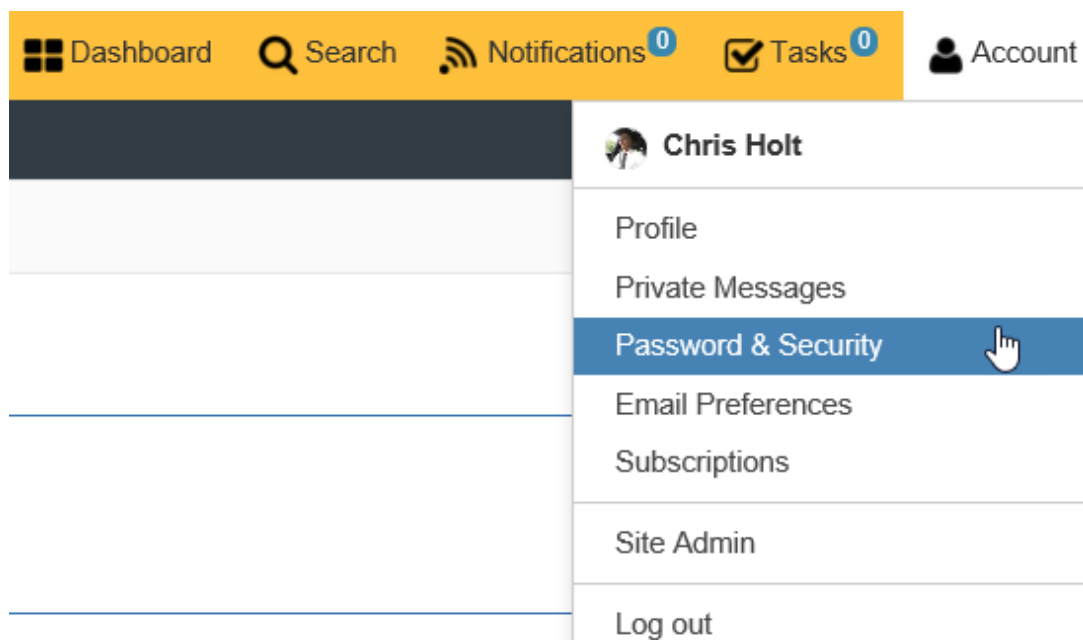 Dashboard Search Notifications 0 Tasks 0 Account
Chris Holt
Profile
Private Messages
Password & Security
Email Preferences
Subscriptions
Site Admin
Log out